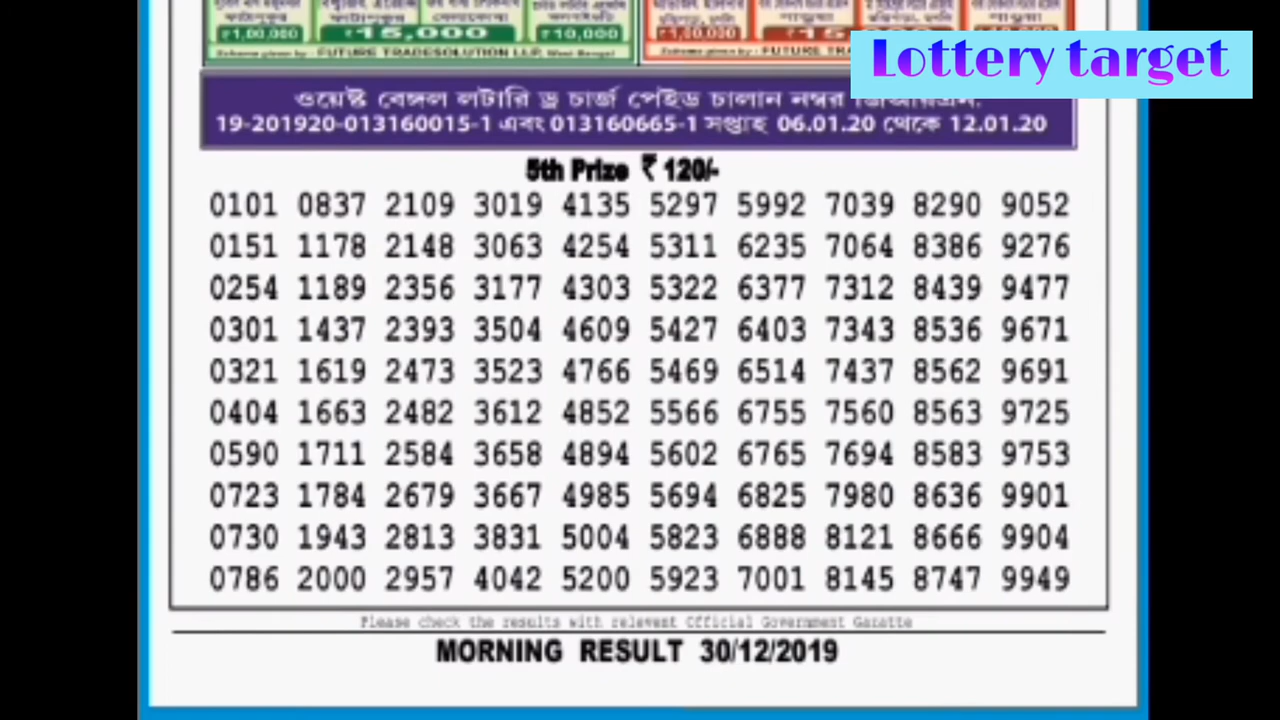 ₹1,00,000 ₹15,000 ₹10,000 ₹1,00,000
Scheme given by : FUTURE TRADESOLUTION LLP, West Bengal Scheme given by : FUTURE
Lottery target
ওয়েস্ট বেঙ্গল লটারি ড্র চার্জ পেইড চালান নম্বর জিআরএন.
19-201920-013160015-1 এবং 013160665-1 সপ্তাহ 06.01.20 থেকে 12.01.20
5th Prize ₹ 120/-
0101 0837 2109 3019 4135 5297 5992 7039 8290 9052
0151 1178 2148 3063 4254 5311 6235 7064 8386 9276
0254 1189 2356 3177 4303 5322 6377 7312 8439 9477
0301 1437 2393 3504 4609 5427 6403 7343 8536 9671
0321 1619 2473 3523 4766 5469 6514 7437 8562 9691
0404 1663 2482 3612 4852 5566 6755 7560 8563 9725
0590 1711 2584 3658 4894 5602 6765 7694 8583 9753
0723 1784 2679 3667 4985 5694 6825 7980 8636 9901
0730 1943 2813 3831 5004 5823 6888 8121 8666 9904
0786 2000 2957 4042 5200 5923 7001 8145 8747 9949
Please check the results with relevent Official Government Gazatte
MORNING RESULT 30/12/2019